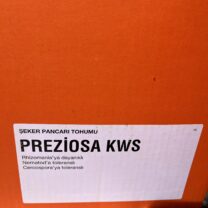 ŞEKER PANCARI TOHUMU
PREZİOSA KWS
Rhizomania'ya dayanıklı
Nematod'a toleranslı
Cercospora'ya toleranslı